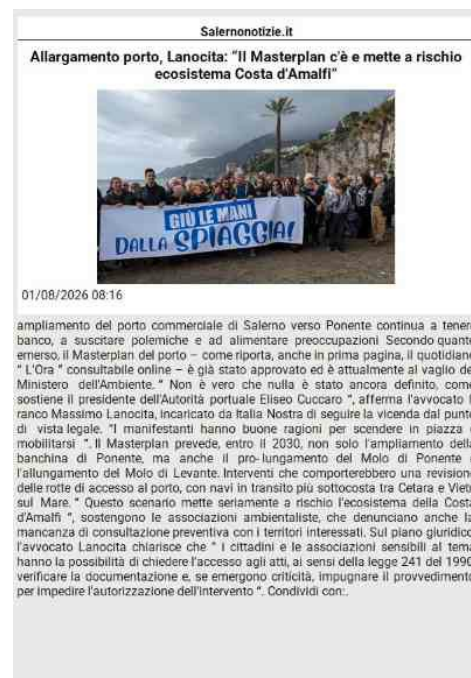 Salernonotizie.it
Allargamento porto, Lanocita: "Il Masterplan c'è e mette a rischio
ecosistema Costa d'Amalfi"
GIÙ LE MANI
DALLA SPIAGGIA!
01/08/2026 08:16
ampliamento del porto commerciale di Salerno verso Ponente continua a tenere
banco, a suscitare polemiche e ad alimentare preoccupazioni Secondo quanto
emerso, il Masterplan del porto – come riporta, anche in prima pagina, il quotidiano
" L'Ora " consultabile online – è già stato approvato ed è attualmente al vaglio del
Ministero dell'Ambiente. " Non è vero che nulla è stato ancora definito, come
sostiene il presidente dell'Autorità portuale Eliseo Cuccaro ", afferma l'avvocato
ranco Massimo Lanocita, incaricato da Italia Nostra di seguire la vicenda dal punto
di vista legale. "I manifestanti hanno buone ragioni per scendere in piazza
mobilitarsi ". Il Masterplan prevede, entro il 2030, non solo l'ampliamento della
banchina di Ponente, ma anche il pro- lungamento del Molo di Ponente
l'allungamento del Molo di Levante. Interventi che comporterebbero una revisione
delle rotte di accesso al porto, con navi in transito più sottocosta tra Cetara e Vietri
sul Mare. " Questo scenario mette seriamente a rischio l'ecosistema della Costa
d'Amalfi ", sostengono le associazioni ambientaliste, che denunciano anche la
mancanza di consultazione preventiva con i territori interessati. Sul piano giuridico
l'avvocato Lanocita chiarisce che " i cittadini e le associazioni sensibili al tema
hanno la possibilità di chiedere l'accesso agli atti, ai sensi della legge 241 del 1990
verificare la documentazione e, se emergono criticità, impugnare il provvedimento
per impedire l'autorizzazione dell'intervento ". Condividi con:.